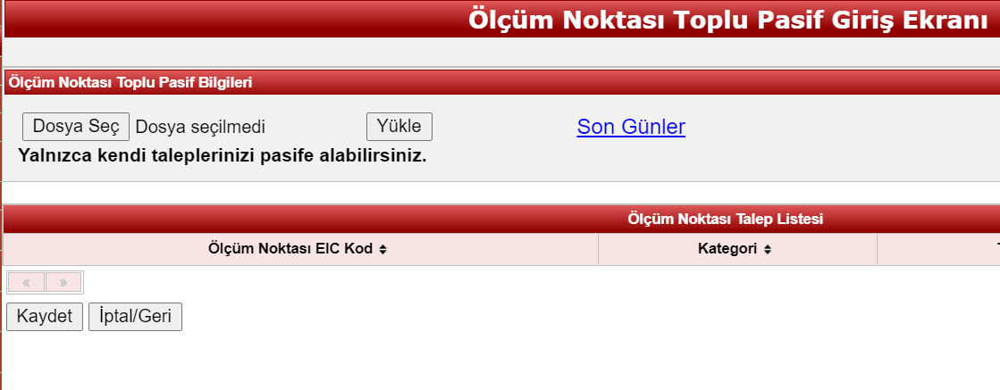 Ölçüm Noktası Toplu Pasif Giriş Ekranı
Ölçüm Noktası Toplu Pasif Bilgileri
Dosya Seç Dosya seçilmedi Yükle Son Günler
Yalnızca kendi taleplerinizi pasife alabilirsiniz.
Ölçüm Noktası Talep Listesi
Ölçüm Noktası EIC Kod Kategori
« »
Kaydet İptal/Geri